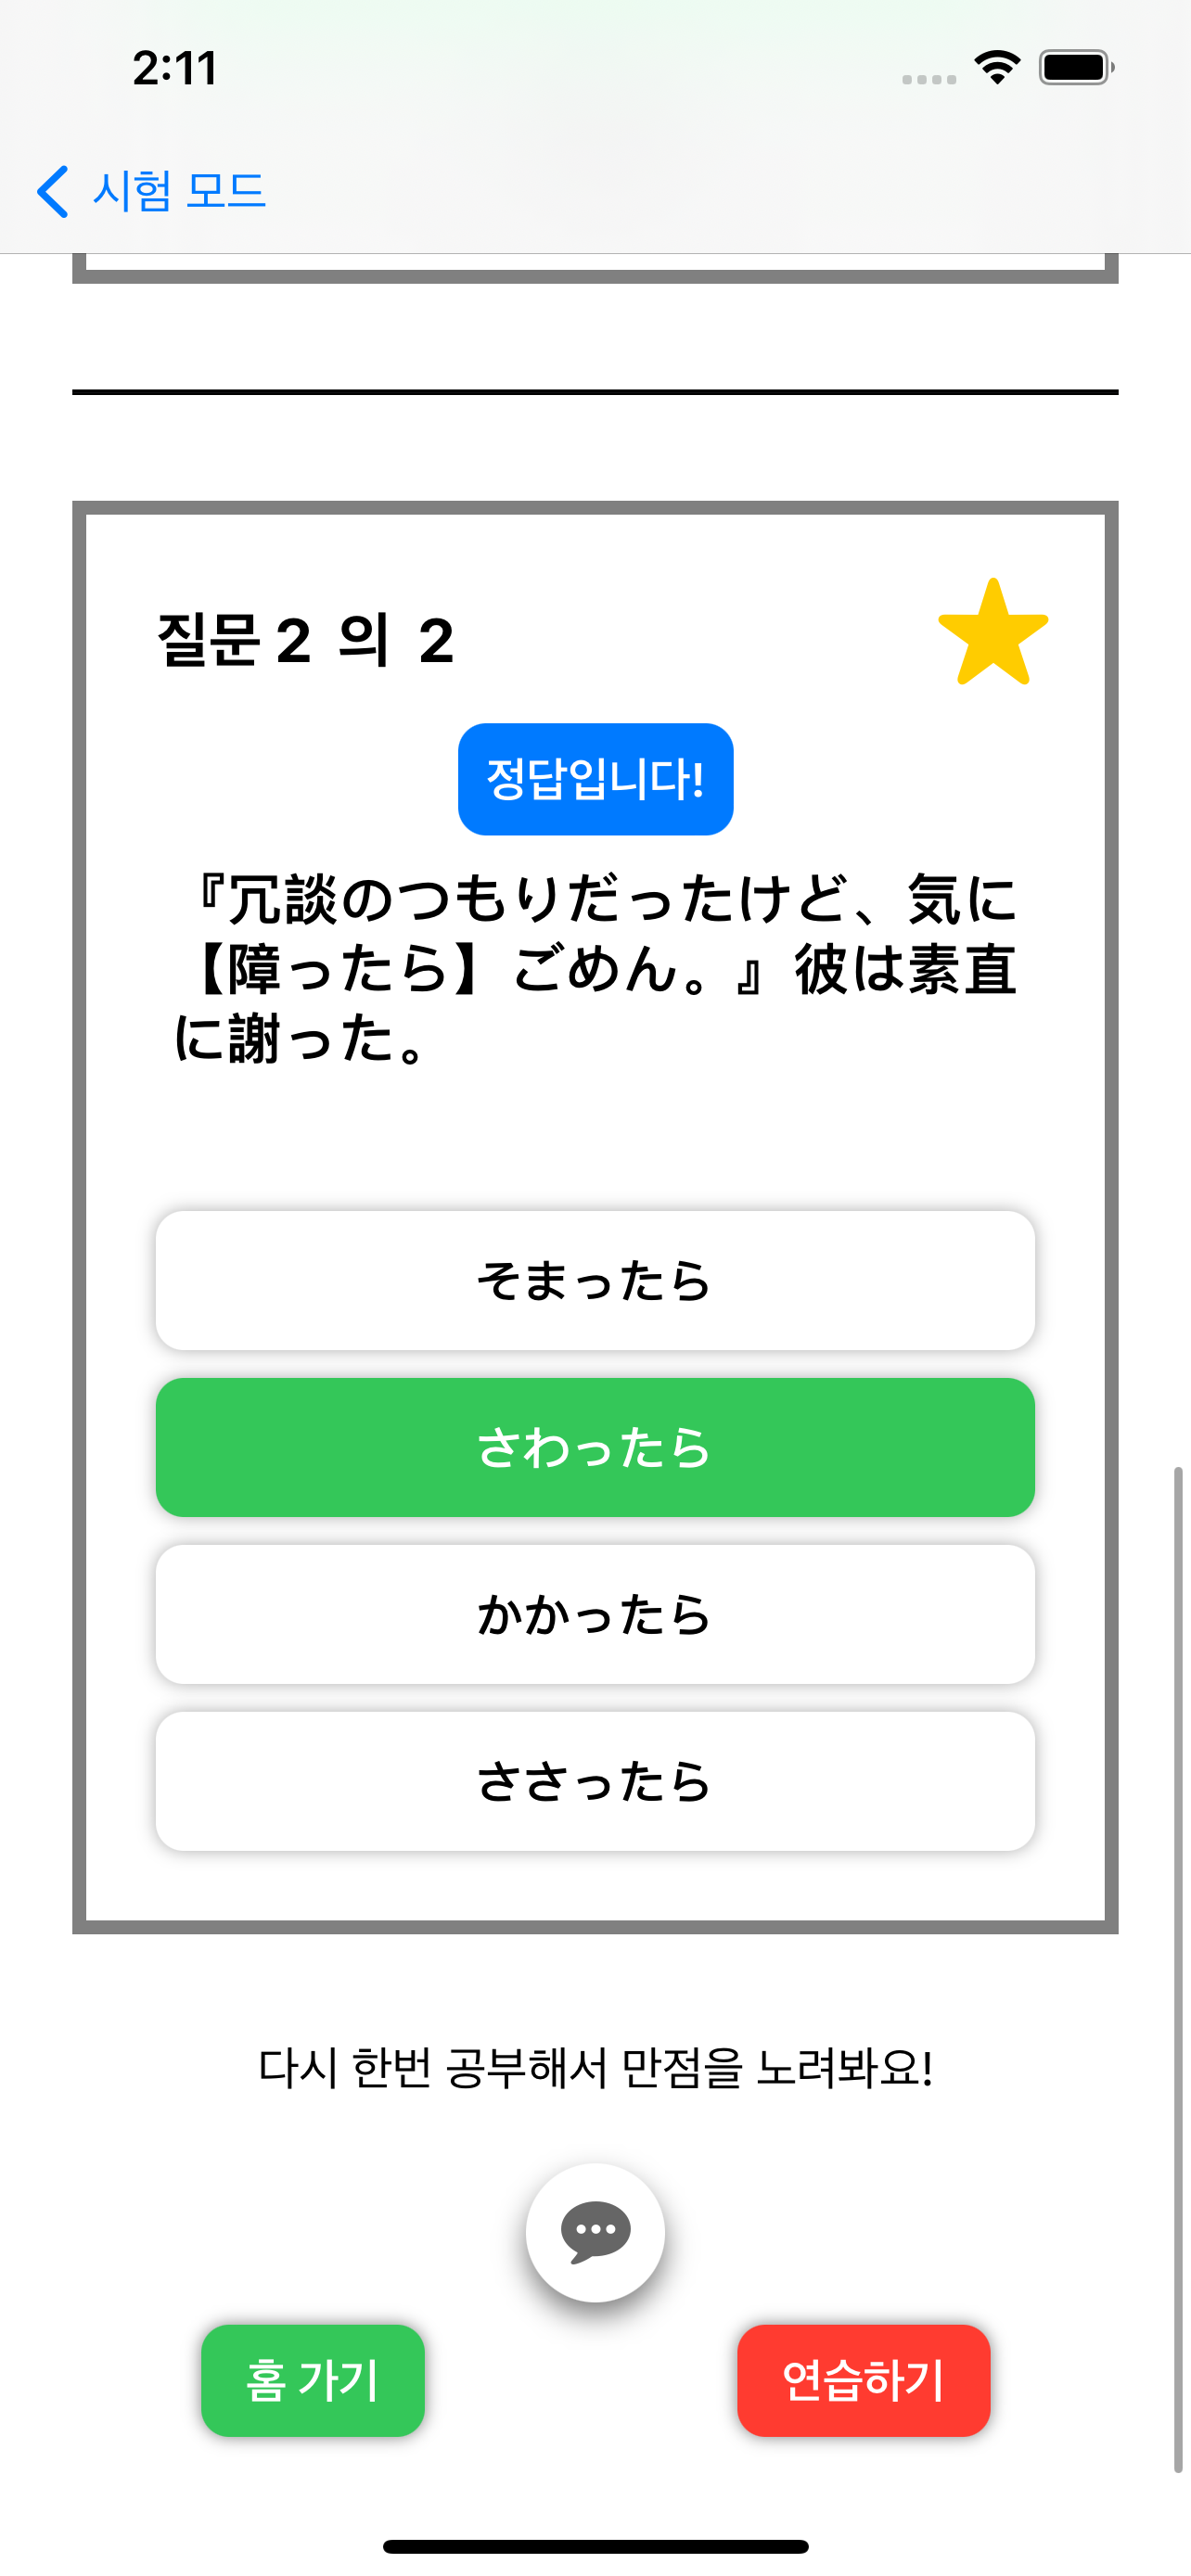 2:11
시험 모드
질문 2 의 2
정답입니다!
『冗談のつもりだったけど、気に
【障ったら】ごめん。』彼は素直
に謝った。
そまったら
さわったら
かかったら
ささったら
다시 한번 공부해서 만점을 노려봐요!
홈 가기
연습하기